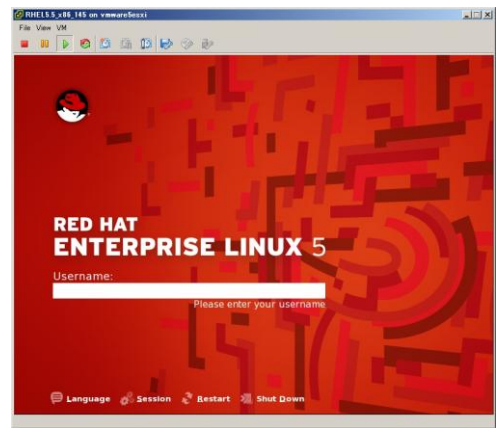 RHEL5.5_x86_145 on vmware5esxi
File View VM
RED HAT
ENTERPRISE LINUX 5
Username:
Please enter your username
Language Session Restart Shut Down